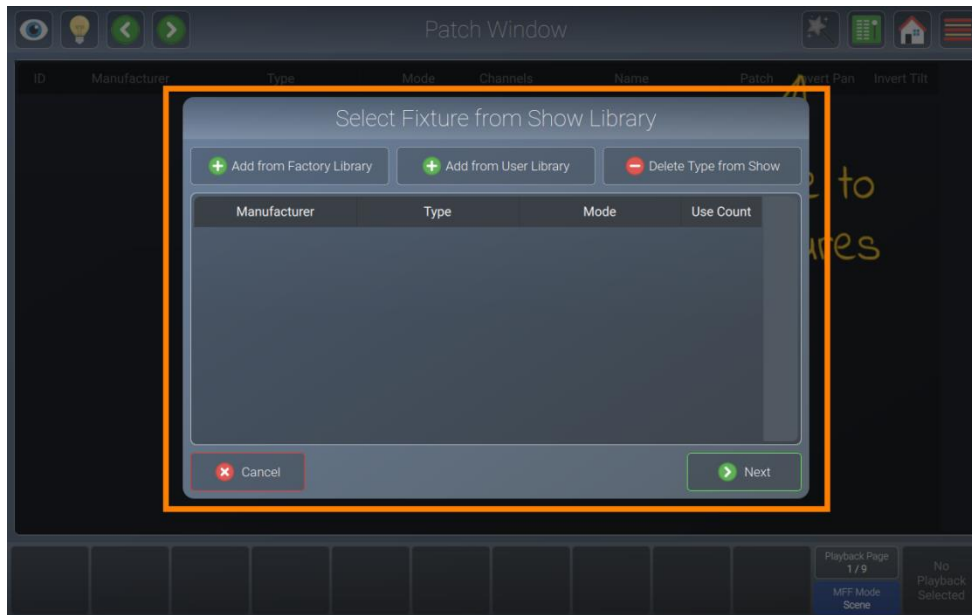 Patch Window
ID Manufacturer Type Mode Channels Name Patch Invert Pan Invert Tilt
Select Fixture from Show Library
Add from Factory Library Add from User Library Delete Type from Show
to
Manufacturer Type Mode Use Count
Cancel Next
Playback Page
1 / 9
MFF Mode
Scene
No
Playback
Selected